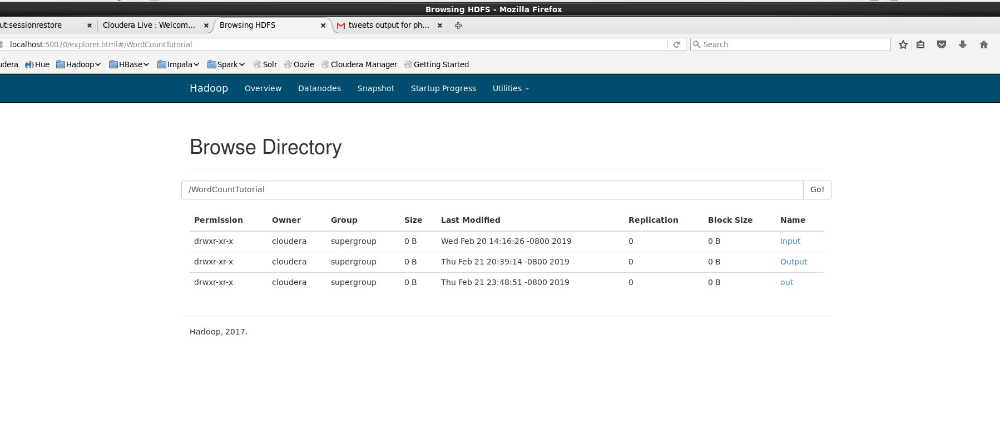 Browsing HDFS - Mozilla Firefox
ut:sessionrestore Cloudera Live : Welcom... Browsing HDFS tweets output for ph...
localhost:50070/explorer.html#/WordCountTutorial Search
udera Hue Hadoop HBase Impala Spark Solr Oozie Cloudera Manager Getting Started
Hadoop Overview Datanodes Snapshot Startup Progress Utilities
Browse Directory
/WordCountTutorial Go!
Permission Owner Group Size Last Modified Replication Block Size Name
drwxr-xr-x cloudera supergroup 0 B Wed Feb 20 14:16:26 -0800 2019 0 0 B Input
drwxr-xr-x cloudera supergroup 0 B Thu Feb 21 20:39:14 -0800 2019 0 0 B Output
drwxr-xr-x cloudera supergroup 0 B Thu Feb 21 23:48:51 -0800 2019 0 0 B out
Hadoop, 2017.